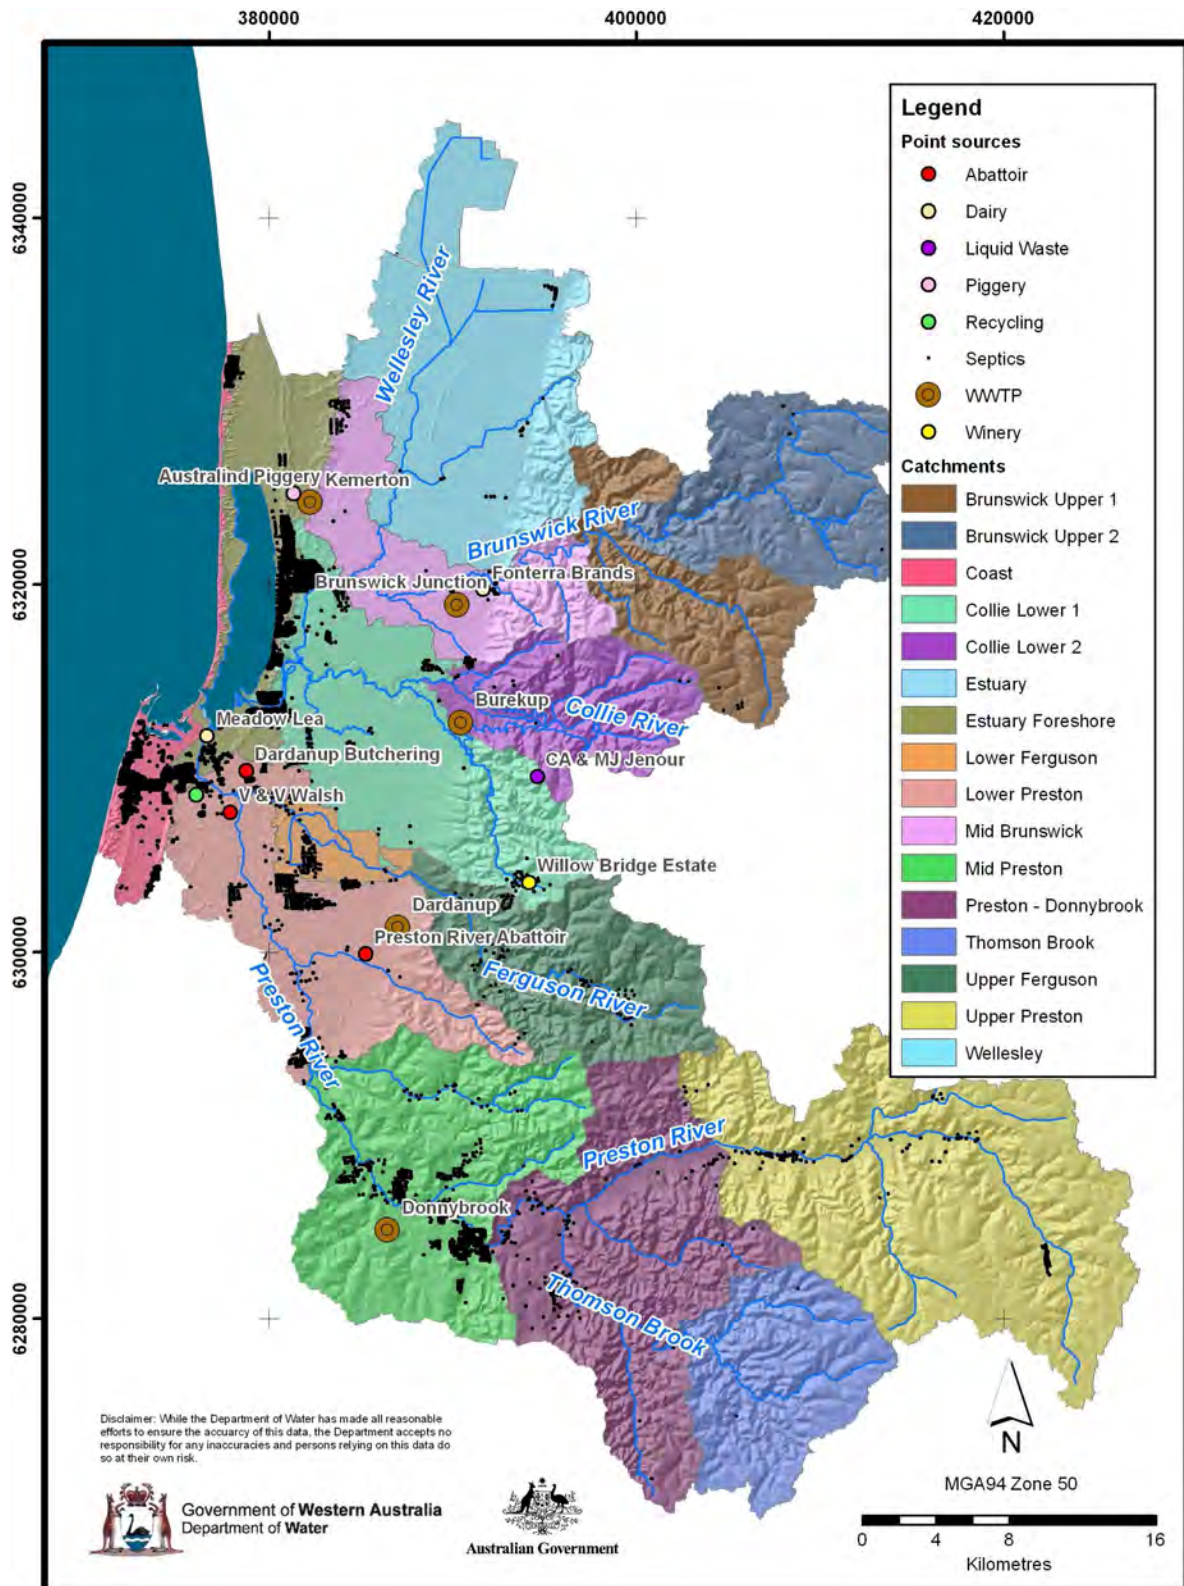 380000
400000
420000
6340000
6320000
6300000
6280000
Legend
Point sources
Abattoir
Dairy
Liquid Waste
Piggery
Recycling
Septics
WWTP
Winery
Catchments
Brunswick Upper 1
Brunswick Upper 2
Coast
Collie Lower 1
Collie Lower 2
Estuary
Estuary Foreshore
Lower Ferguson
Lower Preston
Mid Brunswick
Mid Preston
Preston - Donnybrook
Thomson Brook
Upper Ferguson
Upper Preston
Wellesley
Wellesley River
Australind Piggery
Kemerton
Brunswick River
Brunswick Junction
Fonterra Brands
Burekup
Collie River
Meadow Lea
Dardanup Butchering
CA & MJ Jenour
V & V Walsh
Willow Bridge Estate
Dardanup
Preston River Abattoir
Ferguson River
Preston River
Preston River
Donnybrook
Thomson Brook
Disclaimer: While the Department of Water has made all reasonable
efforts to ensure the accuarcy of this data, the Department accepts no
responsibility for any inaccuracies and persons relying on this data do
so at their own risk.
Government of Western Australia
Department of Water
Australian Government
N
MGA94 Zone 50
0 4 8 16
Kilometres